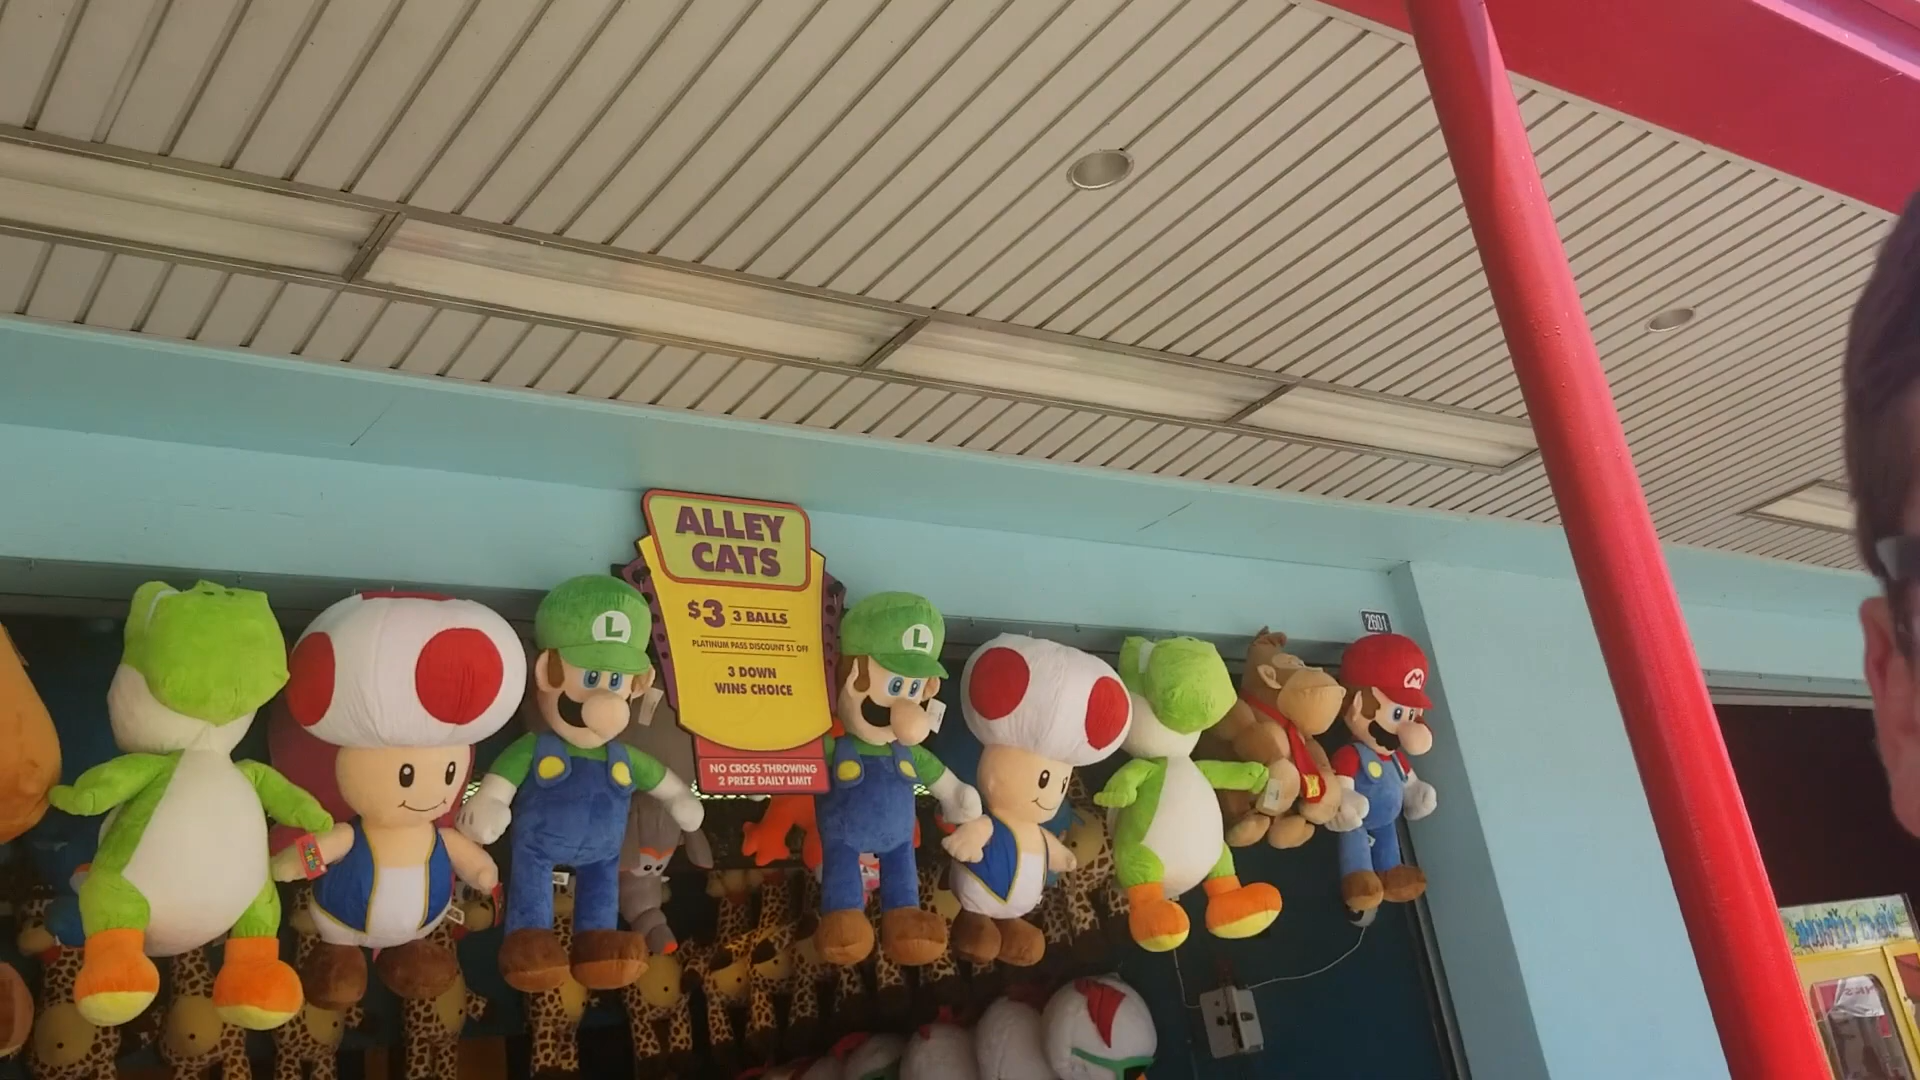 ALLEY
CATS
$3 3 BALLS
PLATINUM PASS DISCOUNT $1 OFF
3 DOWN
WINS CHOICE
NO CROSS THROWING
2 PRIZE DAILY LIMIT
L
L
M
2601